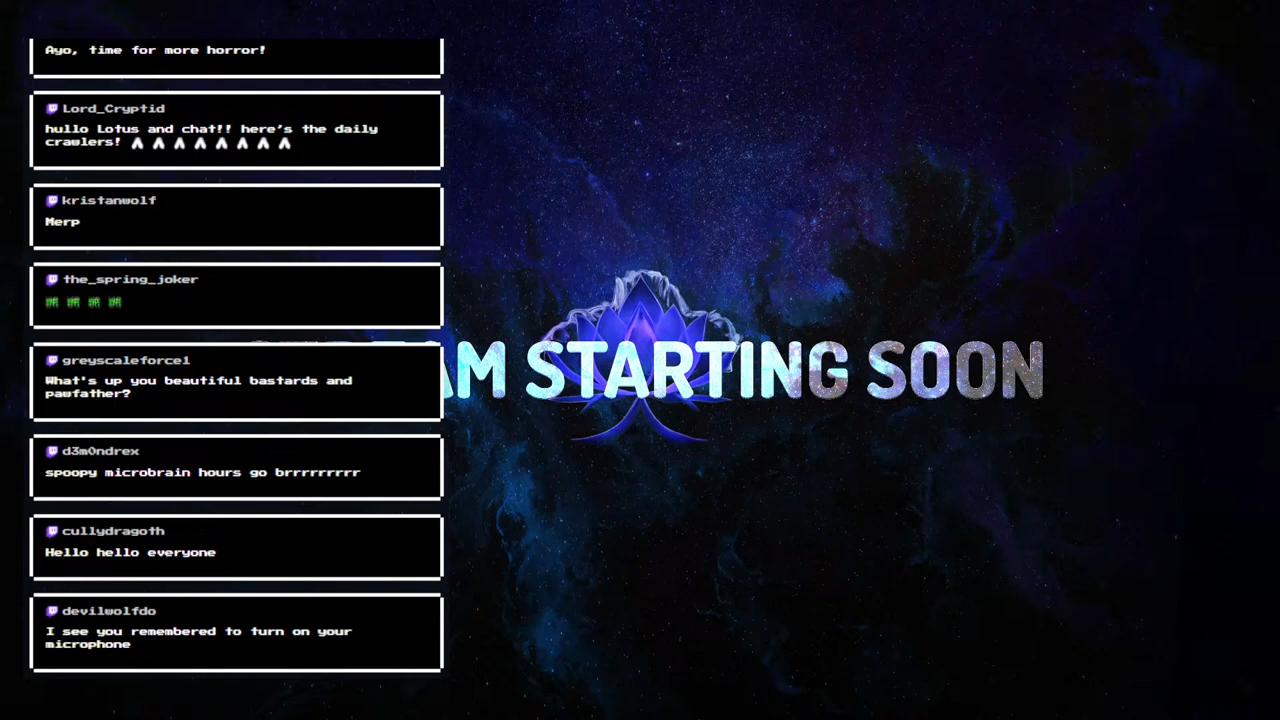 Ayo, time for more horror!
Lord_Cryptid
hullo Lotus and chat!! here's the daily
crawlers!
kristanwolf
Merp
the_spring_joker
greyscaleforce1
What's up you beautiful bastards and
pawfather?
AM STARTING SOON
d3m0ndrex
spoopy microbrain hours go brrrrrrrrr
cullydragoth
Hello hello everyone
devilwolfdo
I see you remembered to turn on your
microphone